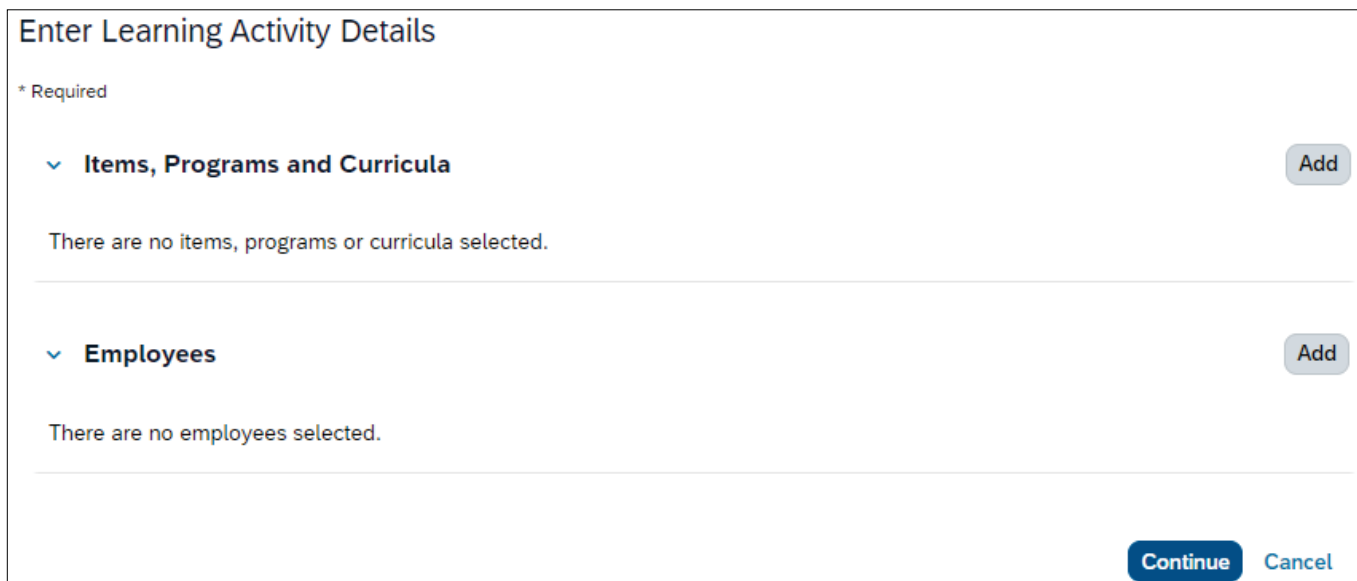 Enter Learning Activity Details
* Required
Items, Programs and Curricula
Add
There are no items, programs or curricula selected.
Employees
Add
There are no employees selected.
Continue
Cancel